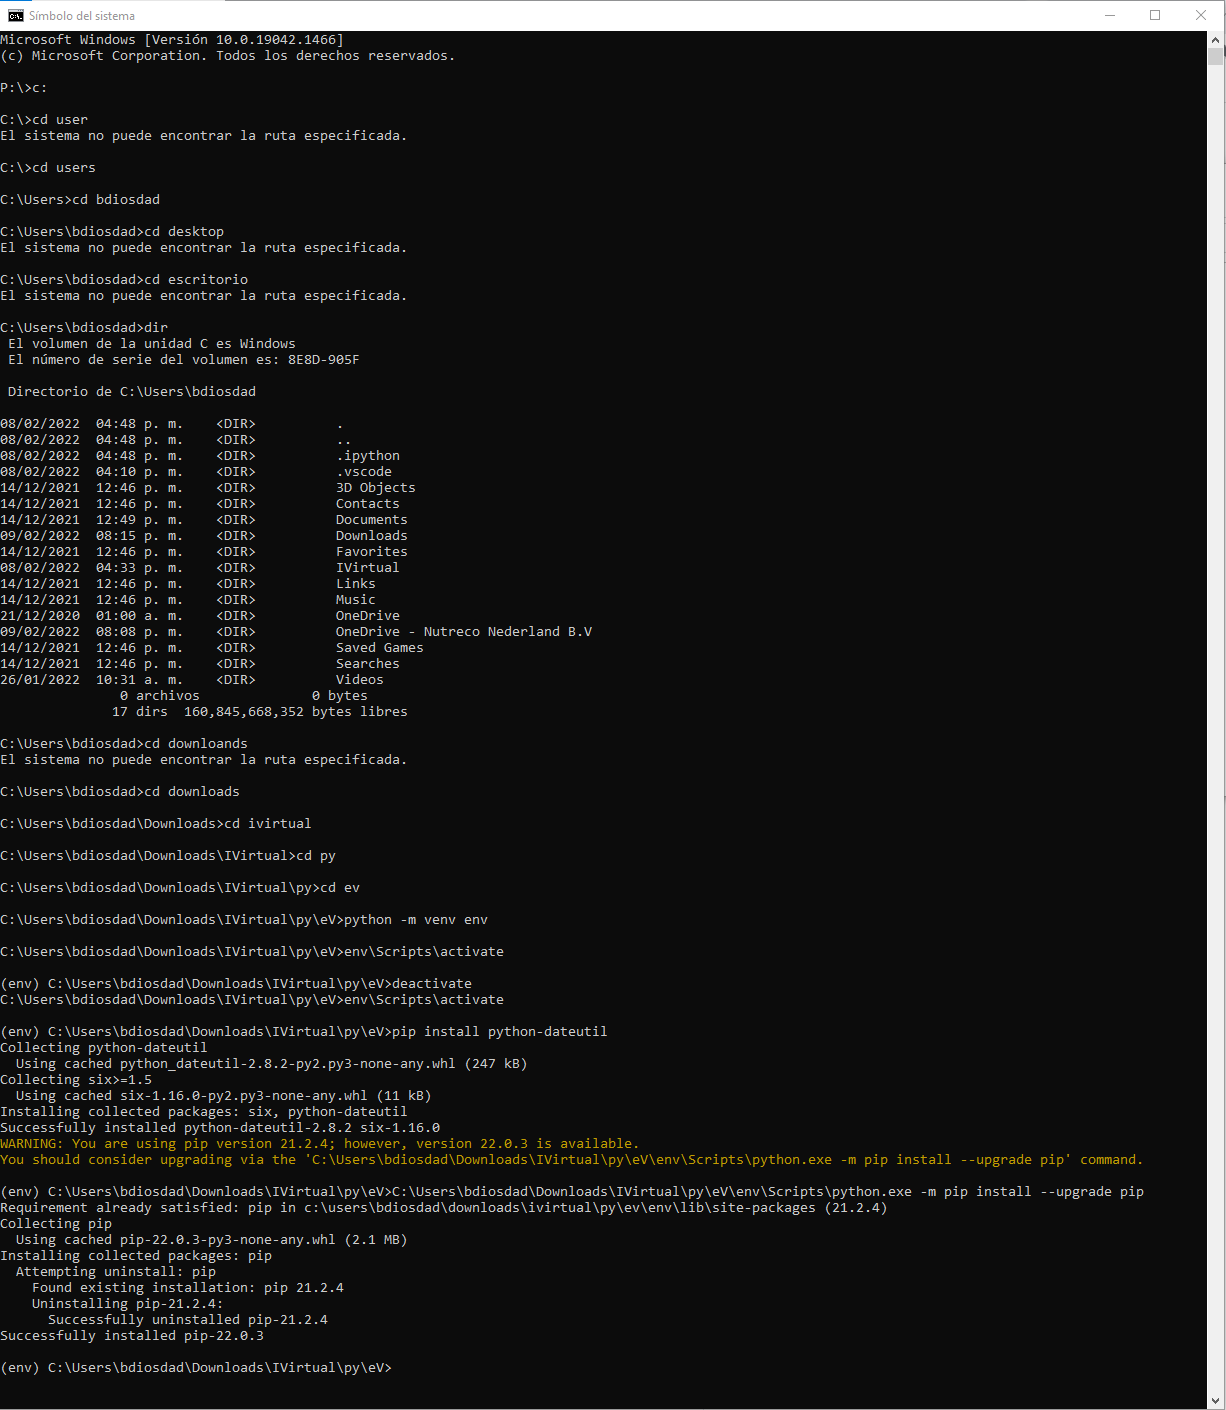 Símbolo del sistema
Microsoft Windows [Versión 10.0.19042.1466]
(c) Microsoft Corporation. Todos los derechos reservados.
P:\>c:
C:\>cd user
El sistema no puede encontrar la ruta especificada.
C:\>cd users
C:\Users>cd bdiosdad
C:\Users\bdiosdad>cd desktop
El sistema no puede encontrar la ruta especificada.
C:\Users\bdiosdad>cd escritorio
El sistema no puede encontrar la ruta especificada.
C:\Users\bdiosdad>dir
El volumen de la unidad C es Windows
El número de serie del volumen es: 8E8D-905F
Directorio de C:\Users\bdiosdad
08/02/2022  04:48 p. m.    <DIR>          .
08/02/2022  04:48 p. m.    <DIR>          ..
08/02/2022  04:48 p. m.    <DIR>          .ipython
08/02/2022  04:10 p. m.    <DIR>          .vscode
14/12/2021  12:46 p. m.    <DIR>          3D Objects
14/12/2021  12:46 p. m.    <DIR>          Contacts
14/12/2021  12:49 p. m.    <DIR>          Documents
09/02/2022  08:15 p. m.    <DIR>          Downloads
14/12/2021  12:46 p. m.    <DIR>          Favorites
08/02/2022  04:33 p. m.    <DIR>          IVirtual
14/12/2021  12:46 p. m.    <DIR>          Links
14/12/2021  12:46 p. m.    <DIR>          Music
21/12/2020  01:00 a. m.    <DIR>          OneDrive
09/02/2022  08:08 p. m.    <DIR>          OneDrive - Nutreco Nederland B.V
14/12/2021  12:46 p. m.    <DIR>          Saved Games
14/12/2021  12:46 p. m.    <DIR>          Searches
26/01/2022  10:31 a. m.    <DIR>          Videos
0 archivos              0 bytes
17 dirs  160,845,668,352 bytes libres
C:\Users\bdiosdad>cd downloands
El sistema no puede encontrar la ruta especificada.
C:\Users\bdiosdad>cd downloads
C:\Users\bdiosdad\Downloads>cd ivirtual
C:\Users\bdiosdad\Downloads\IVirtual>cd py
C:\Users\bdiosdad\Downloads\IVirtual\py>cd ev
C:\Users\bdiosdad\Downloads\IVirtual\py\eV>python -m venv env
C:\Users\bdiosdad\Downloads\IVirtual\py\eV>env\Scripts\activate
(env) C:\Users\bdiosdad\Downloads\IVirtual\py\eV>deactivate
C:\Users\bdiosdad\Downloads\IVirtual\py\eV>env\Scripts\activate
(env) C:\Users\bdiosdad\Downloads\IVirtual\py\eV>pip install python-dateutil
Collecting python-dateutil
Using cached python_dateutil-2.8.2-py2.py3-none-any.whl (247 kB)
Collecting six>=1.5
Using cached six-1.16.0-py2.py3-none-any.whl (11 kB)
Installing collected packages: six, python-dateutil
Successfully installed python-dateutil-2.8.2 six-1.16.0
WARNING: You are using pip version 21.2.4; however, version 22.0.3 is available.
You should consider upgrading via the 'C:\Users\bdiosdad\Downloads\IVirtual\py\eV\env\Scripts\python.exe -m pip install --upgrade pip' command.
(env) C:\Users\bdiosdad\Downloads\IVirtual\py\eV>C:\Users\bdiosdad\Downloads\IVirtual\py\eV\env\Scripts\python.exe -m pip install --upgrade pip
Requirement already satisfied: pip in c:\users\bdiosdad\downloads\ivirtual\py\ev\env\lib\site-packages (21.2.4)
Collecting pip
Using cached pip-22.0.3-py3-none-any.whl (2.1 MB)
Installing collected packages: pip
Attempting uninstall: pip
Found existing installation: pip 21.2.4
Uninstalling pip-21.2.4:
Successfully uninstalled pip-21.2.4
Successfully installed pip-22.0.3
(env) C:\Users\bdiosdad\Downloads\IVirtual\py\eV>